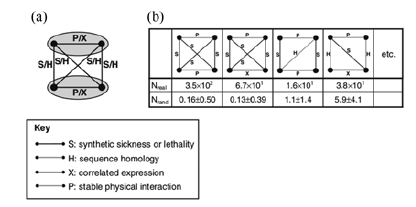 (a)
(b)
P/X
S/H S/H S/H S/H
P/X
P P P P
S S S S S H S H S H
P X P X
etc.
Nreal 3.5×10² 6.7×10¹ 1.6×10¹ 3.8×10¹
Nrand 0.16±0.50 0.13±0.39 1.1±1.4 5.9±4.1
Key
S: synthetic sickness or lethality
H: sequence homology
X: correlated expression
P: stable physical interaction